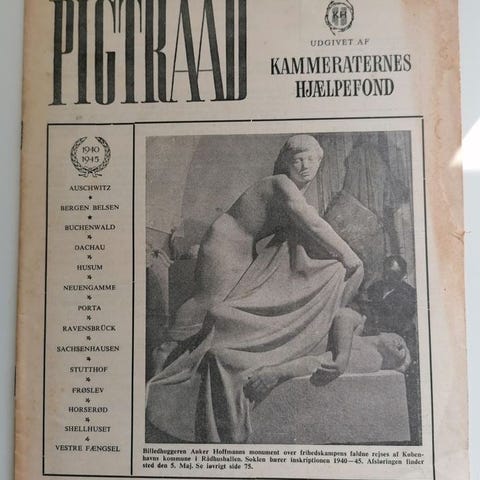 PIGTRAAD
UDGIVET AF
KAMMERATERNES
HJÆLPEFOND
1940
1945
AUSCHWITZ
BERGEN BELSEN
BUCHENWALD
DACHAU
HUSUM
NEUENGAMME
PORTA
RAVENSBRÜCK
SACHSENHAUSEN
STUTTHOF
FRØSLEV
HORSERØD
SHELLHUSET
VESTRE FÆNGSEL
Billedhuggeren Anker Hoffmanns monument over frihedskampens faldne rejses af Køben-
havns kommune i Rådhushallen. Soklen bærer inskriptionen 1940-45. Afsløringen finder
sted den 5. Maj. Se iøvrigt side 75.